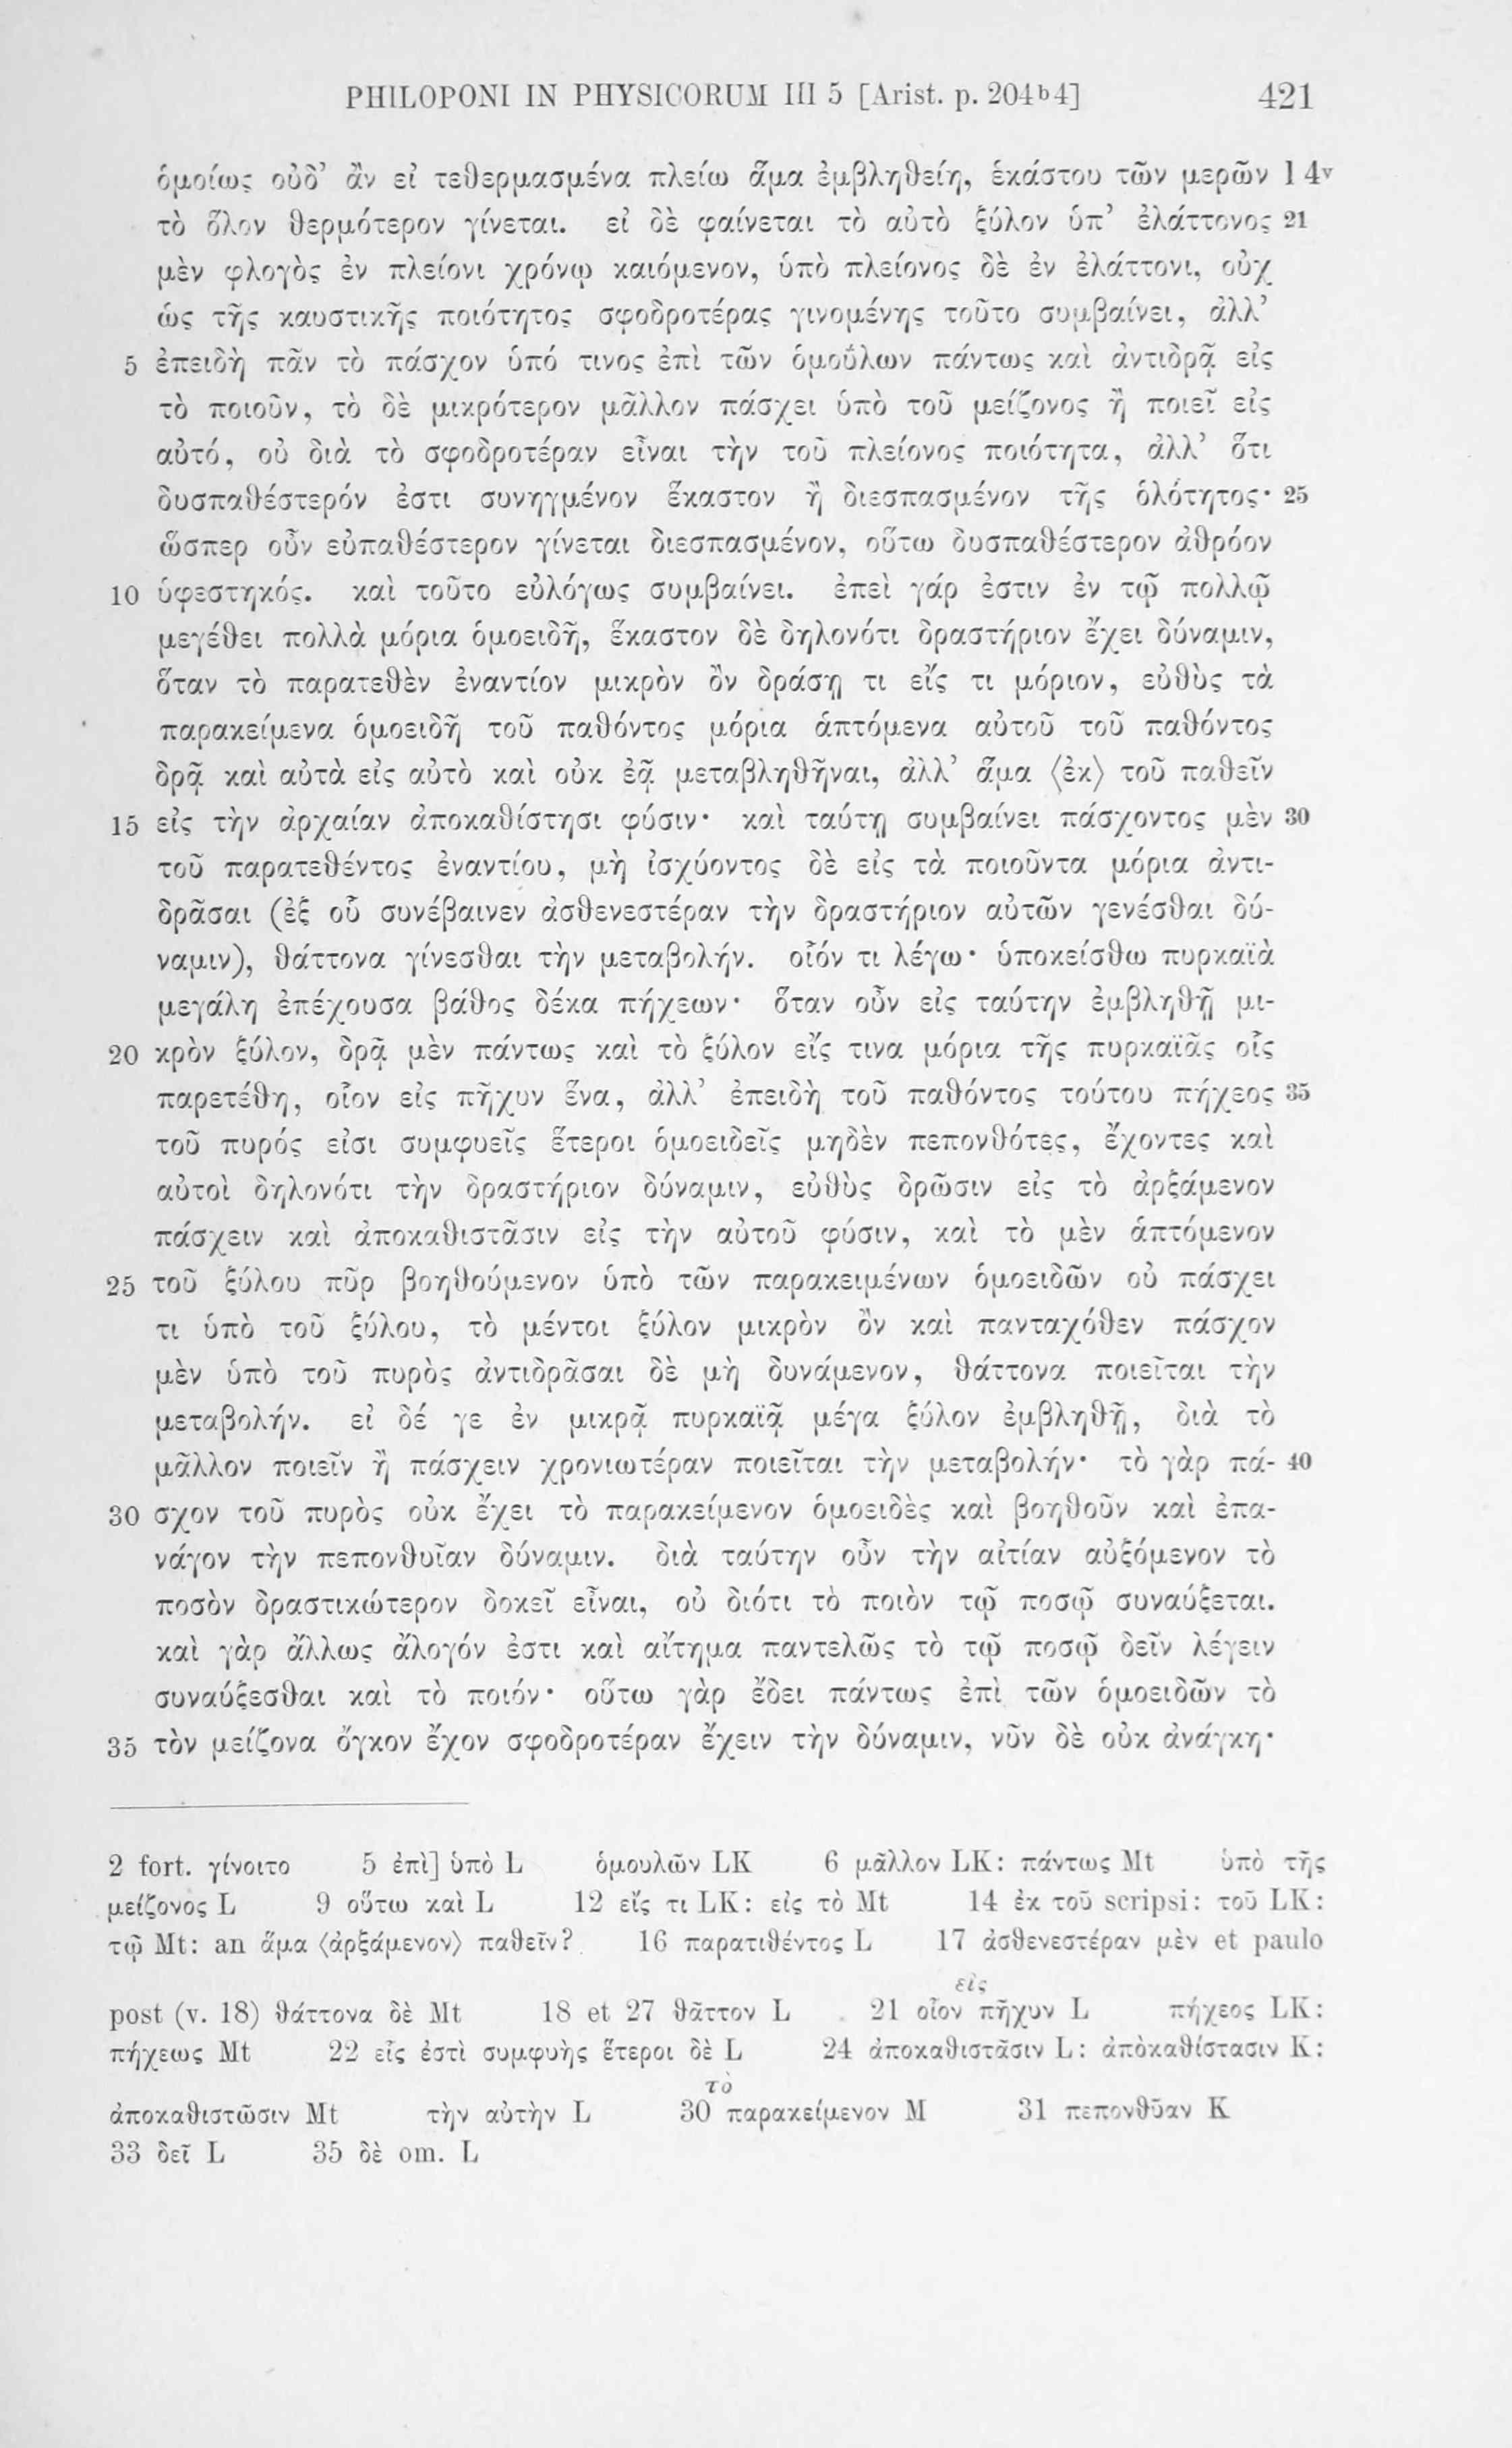 PHILOPONI IN PHYSICORUM III 5 [Arist. p. 204ᵇ4] 421
ὁμοίως οὐδ’ ἂν εἰ τεθερμασμένα πλείω ἅμα ἐμβληθείη, ἑκάστου τῶν μερῶν l 4ᵛ
τὸ ὅλον θερμότερον γίνεται. εἰ δὲ φαίνεται τὸ αὐτὸ ξύλον ὑπ’ ἐλάττονος 21
μὲν φλογὸς ἐν πλείονι χρόνῳ καιόμενον, ὑπὸ πλείονος δὲ ἐν ἐλάττονι, οὐχ
ὡς τῆς καυστικῆς ποιότητος σφοδροτέρας γινομένης τοῦτο συμβαίνει, ἀλλ’
5 ἐπειδὴ πᾶν τὸ πάσχον ὑπό τινος ἐπὶ τῶν ὁμοΰλων πάντως καὶ ἀντιδρᾷ εἰς
τὸ ποιοῦν, τὸ δὲ μικρότερον μᾶλλον πάσχει ὑπὸ τοῦ μείζονος ἢ ποιεῖ εἰς
αὐτό, οὐ διὰ τὸ σφοδροτέραν εἶναι τὴν τοῦ πλείονος ποιότητα, ἀλλ’ ὅτι
δυσπαθέστερόν ἐστι συνηγμένον ἕκαστον ἢ διεσπασμένον τῆς ὁλότητος· 25
ὥσπερ οὖν εὐπαθέστερον γίνεται διεσπασμένον, οὕτω δυσπαθέστερον ἀθρόον
10 ὑφεστηκός. καὶ τοῦτο εὐλόγως συμβαίνει. ἐπεὶ γάρ ἐστιν ἐν τῷ πολλῷ
μεγέθει πολλὰ μόρια ὁμοειδῆ, ἕκαστον δὲ δηλονότι δραστήριον ἔχει δύναμιν,
ὅταν τὸ παρατεθὲν ἐναντίον μικρὸν ὂν δράσῃ τι εἴς τι μόριον, εὐθὺς τὰ
παρακείμενα ὁμοειδῆ τοῦ παθόντος μόρια ἁπτόμενα αὐτοῦ τοῦ παθόντος
δρᾷ καὶ αὐτὰ εἰς αὐτὸ καὶ οὐκ ἐᾷ μεταβληθῆναι, ἀλλ’ ἅμα ⟨ἐκ⟩ τοῦ παθεῖν
15 εἰς τὴν ἀρχαίαν ἀποκαθίστησι φύσιν· καὶ ταύτῃ συμβαίνει πάσχοντος μὲν 30
τοῦ παρατεθέντος ἐναντίου, μὴ ἰσχύοντος δὲ εἰς τὰ ποιοῦντα μόρια ἀντι-
δρᾶσαι (ἐξ οὗ συνέβαινεν ἀσθενεστέραν τὴν δραστήριον αὐτῶν γενέσθαι δύ-
ναμιν), θάττονα γίνεσθαι τὴν μεταβολήν. οἷόν τι λέγω· ὑποκείσθω πυρκαϊὰ
μεγάλη ἐπέχουσα βάθος δέκα πήχεων· ὅταν οὖν εἰς ταύτην ἐμβληθῇ μι-
20 κρὸν ξύλον, δρᾷ μὲν πάντως καὶ τὸ ξύλον εἴς τινα μόρια τῆς πυρκαϊᾶς οἷς
παρετέθη, οἷον εἰς πῆχυν ἕνα, ἀλλ’ ἐπειδὴ τοῦ παθόντος τούτου πήχεος 35
τοῦ πυρός εἰσι συμφυεῖς ἕτεροι ὁμοειδεῖς μηδὲν πεπονθότες, ἔχοντες καὶ
αὐτοὶ δηλονότι τὴν δραστήριον δύναμιν, εὐθὺς δρῶσιν εἰς τὸ ἀρξάμενον
πάσχειν καὶ ἀποκαθιστᾶσιν εἰς τὴν αὑτοῦ φύσιν, καὶ τὸ μὲν ἁπτόμενον
25 τοῦ ξύλου πῦρ βοηθούμενον ὑπὸ τῶν παρακειμένων ὁμοειδῶν οὐ πάσχει
τι ὑπὸ τοῦ ξύλου, τὸ μέντοι ξύλον μικρὸν ὂν καὶ πανταχόθεν πάσχον
μὲν ὑπὸ τοῦ πυρὸς ἀντιδρᾶσαι δὲ μὴ δυνάμενον, θάττονα ποιεῖται τὴν
μεταβολήν. εἰ δέ γε ἐν μικρᾷ πυρκαϊᾷ μέγα ξύλον ἐμβληθῇ, διὰ τὸ
μᾶλλον ποιεῖν ἢ πάσχειν χρονιωτέραν ποιεῖται τὴν μεταβολήν· τὸ γὰρ πά- 40
30 σχον τοῦ πυρὸς οὐκ ἔχει τὸ παρακείμενον ὁμοειδὲς καὶ βοηθοῦν καὶ ἐπα-
νάγον τὴν πεπονθυῖαν δύναμιν. διὰ ταύτην οὖν τὴν αἰτίαν αὐξόμενον τὸ
ποσὸν δραστικώτερον δοκεῖ εἶναι, οὐ διότι τὸ ποιὸν τῷ ποσῷ συναύξεται.
καὶ γὰρ ἄλλως ἄλογόν ἐστι καὶ αἴτημα παντελῶς τὸ τῷ ποσῷ δεῖν λέγειν
συναύξεσθαι καὶ τὸ ποιόν· οὕτω γὰρ ἔδει πάντως ἐπὶ τῶν ὁμοειδῶν τὸ
35 τὸν μείζονα ὄγκον ἔχον σφοδροτέραν ἔχειν τὴν δύναμιν, νῦν δὲ οὐκ ἀνάγκη·
2 fort. γίνοιτο 5 ἐπὶ] ὑπὸ L ὁμουλῶν LK 6 μᾶλλον LK: πάντως Mt ὑπὸ τῆς
μείζονος L 9 οὕτω καὶ L 12 εἴς τι LK: εἰς τὸ Mt 14 ἐκ τοῦ scripsi: τοῦ LK:
τῷ Mt: an ἅμα ⟨ἀρξάμενον⟩ παθεῖν? 16 παρατιθέντος L 17 ἀσθενεστέραν μὲν et paulo
εἰς
post (v. 18) θάττονα δὲ Mt 18 et 27 θᾶττον L 21 οἷον πῆχυν L πήχεος LK:
πήχεως Mt 22 εἷς ἐστὶ συμφυὴς ἕτεροι δὲ L 24 ἀποκαθιστᾶσιν L: ἀπὸκαθίστασιν K:
τὸ
ἀποκαθιστῶσιν Mt τὴν αὐτὴν L 30 παρακείμενον M 31 πεπονθῦαν K
33 δεῖ L 35 δὲ om. L